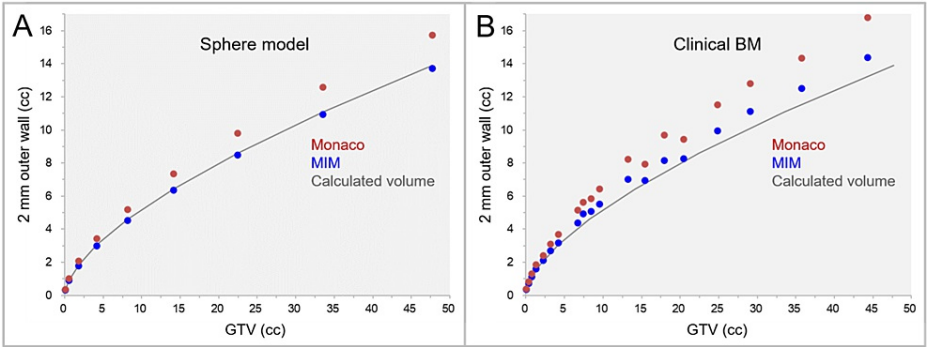 A
Sphere model
2 mm outer wall (cc)
16
14
12
10
8
6
4
2
0
Monaco
MIM
Calculated volume
0 5 10 15 20 25 30 35 40 45 50
GTV (cc)
B
Clinical BM
2 mm outer wall (cc)
16
14
12
10
8
6
4
2
0
Monaco
MIM
Calculated volume
0 5 10 15 20 25 30 35 40 45 50
GTV (cc)